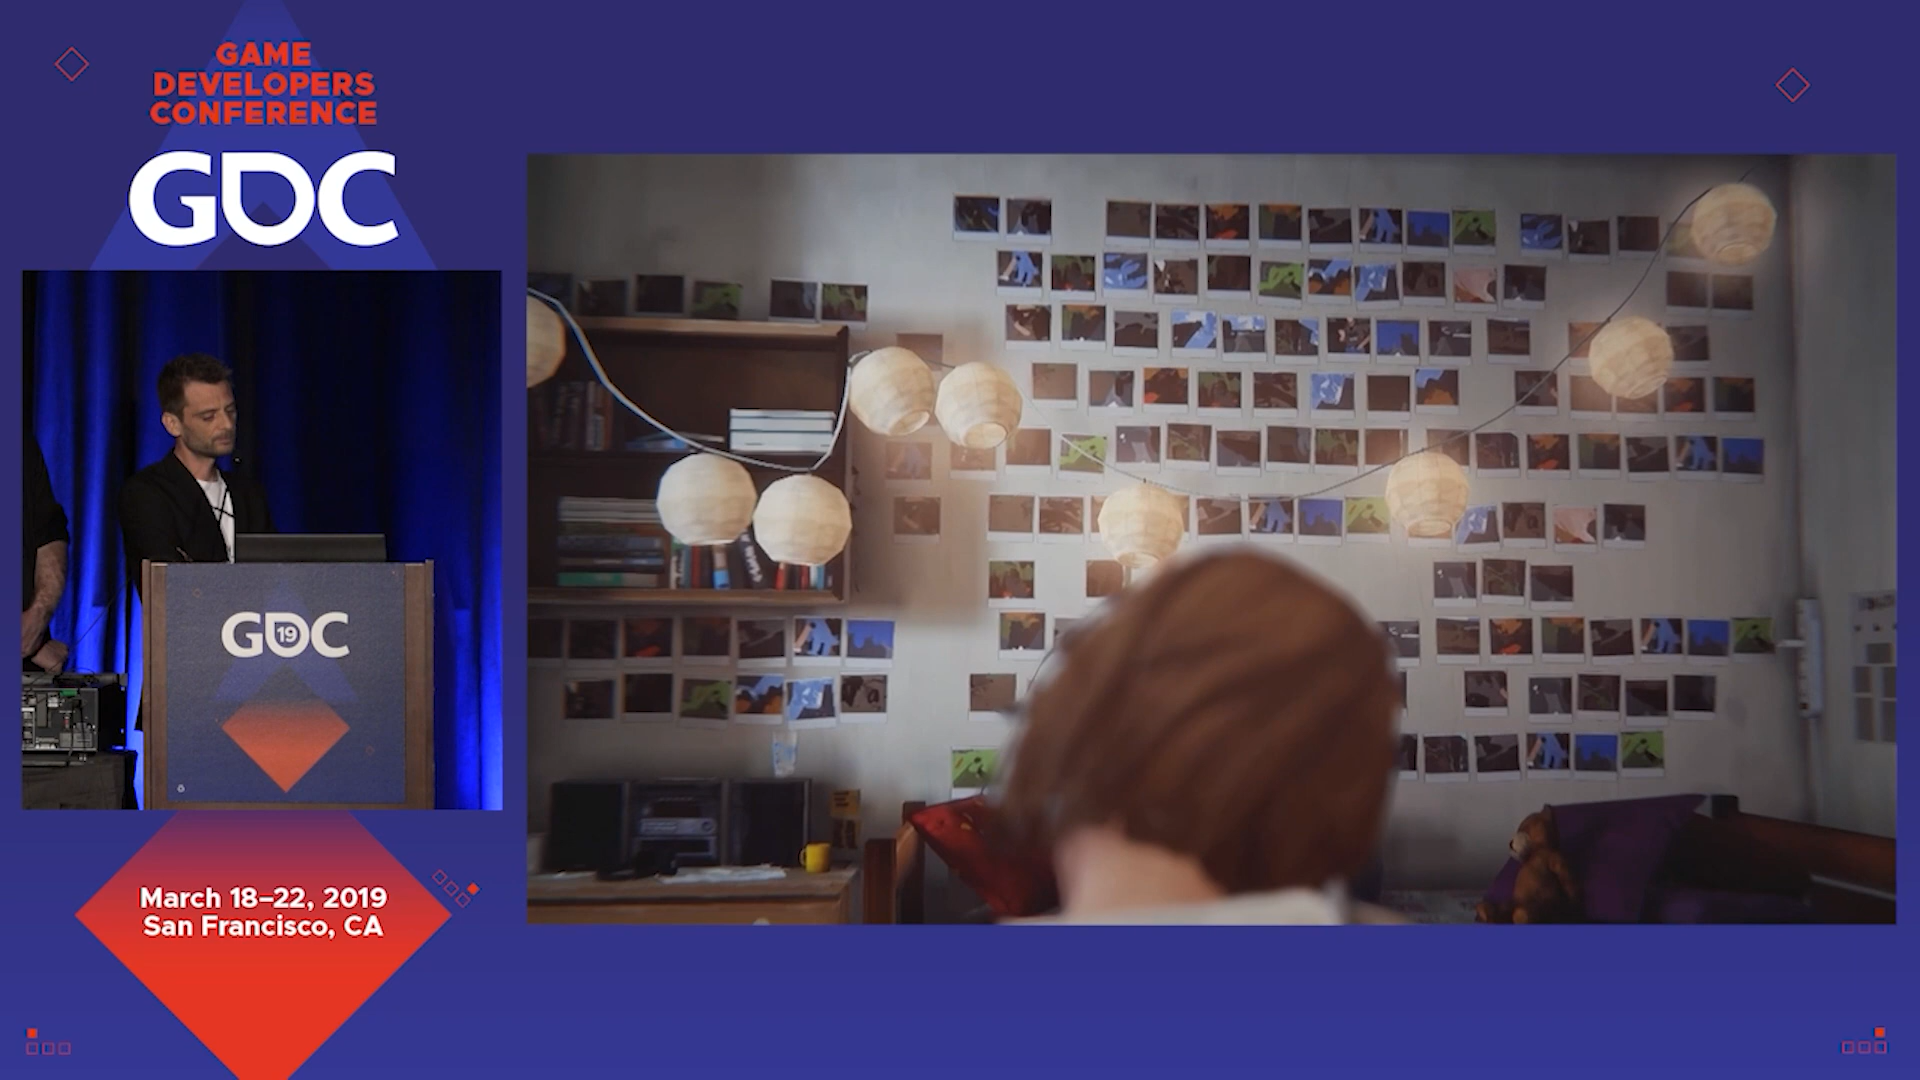 GAME
DEVELOPERS
CONFERENCE
GDC
GDC
19
March 18–22, 2019
San Francisco, CA